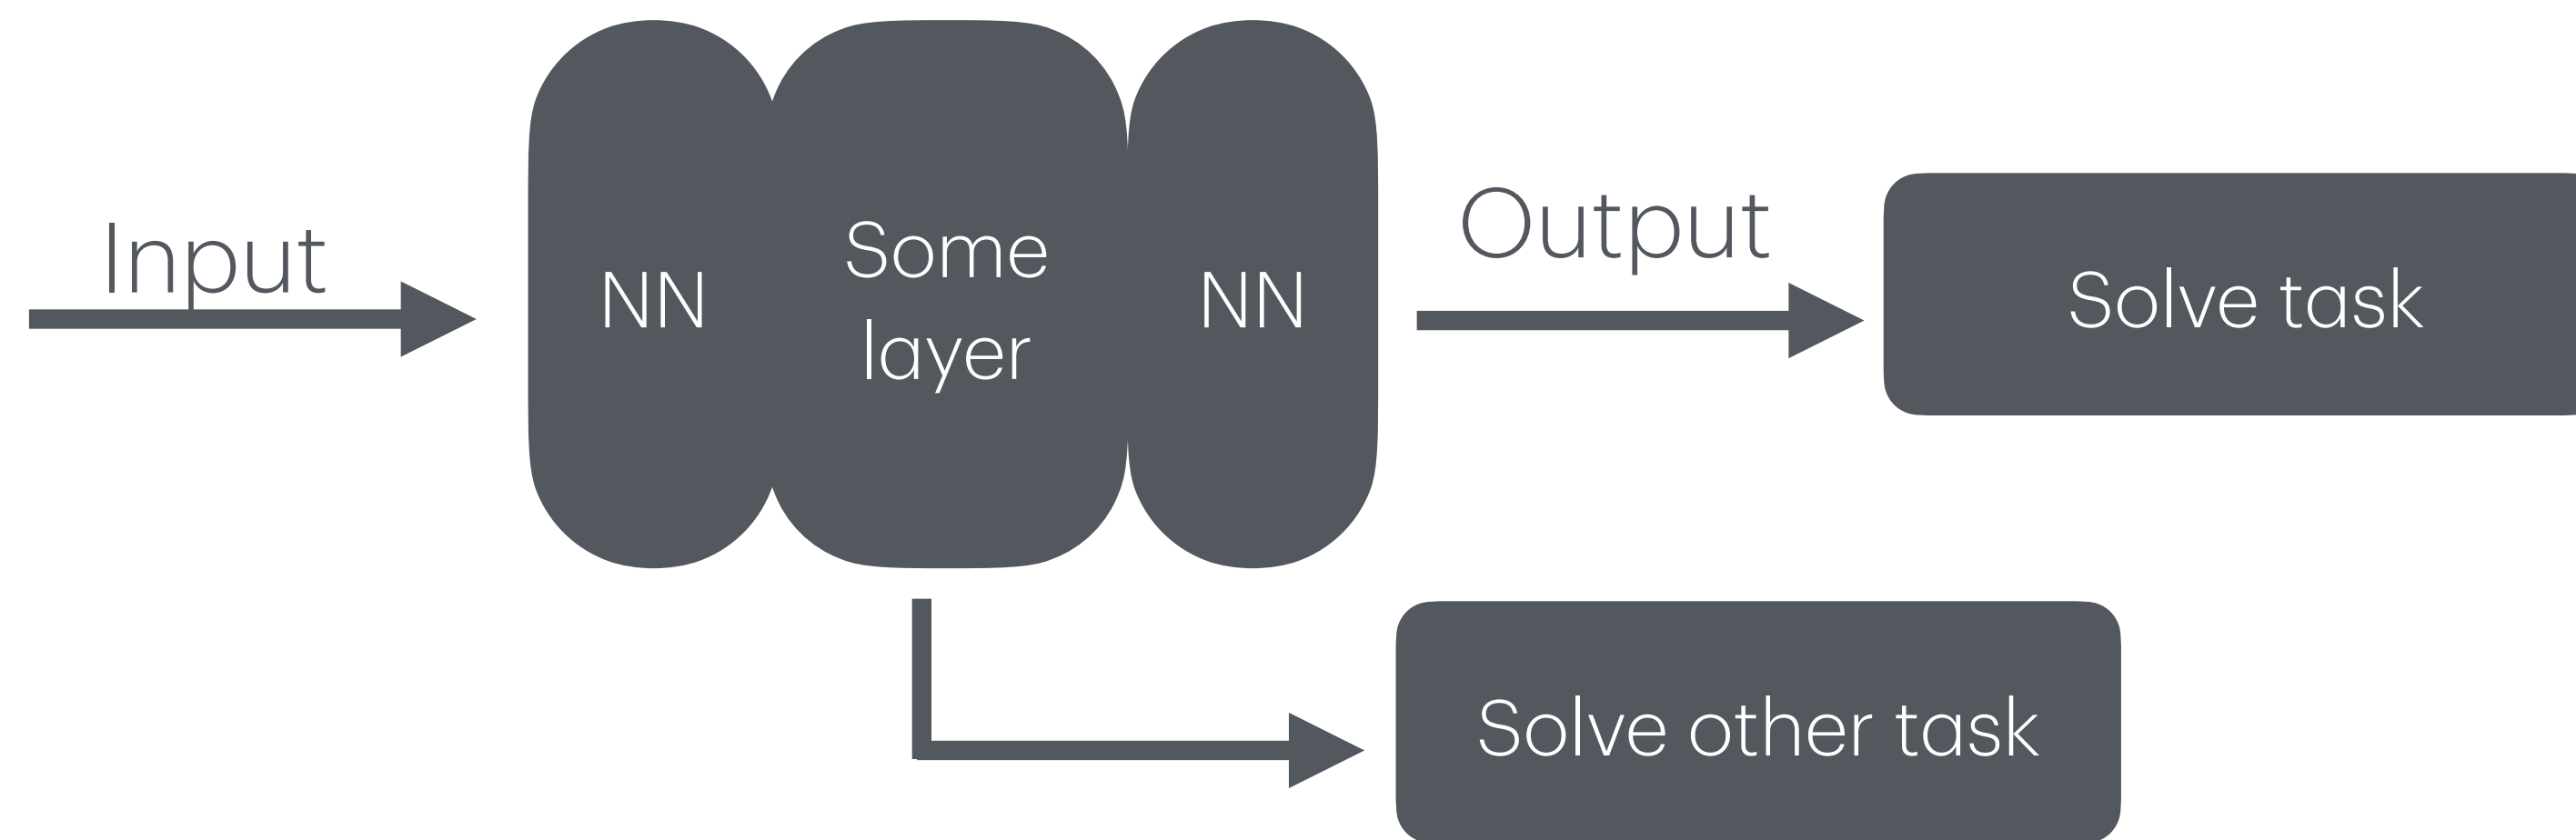 Input
NN
Some
layer
NN
Output
Solve task
Solve other task